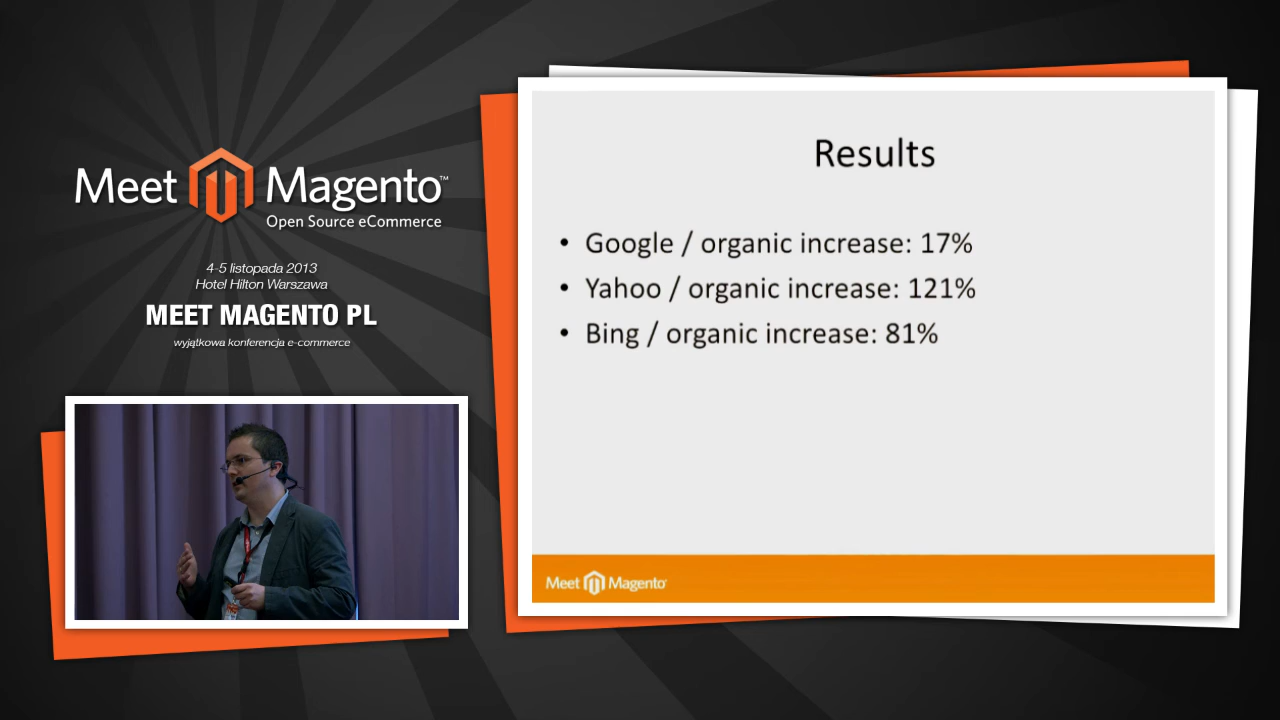 Meet Magento™
Open Source eCommerce
4-5 listopada 2013
Hotel Hilton Warszawa
MEET MAGENTO PL
wyjątkowa konferencja e-commerce
Results
• Google / organic increase: 17%
• Yahoo / organic increase: 121%
• Bing / organic increase: 81%
Meet Magento